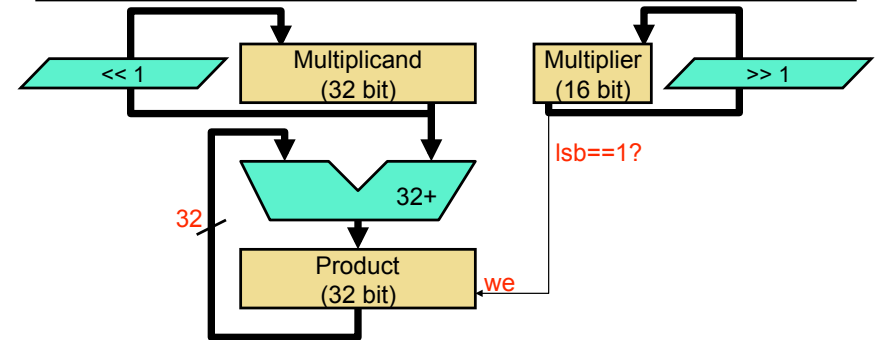 << 1
Multiplicand
(32 bit)
Multiplier
(16 bit)
>> 1
lsb==1?
32+
32
Product
(32 bit)
we